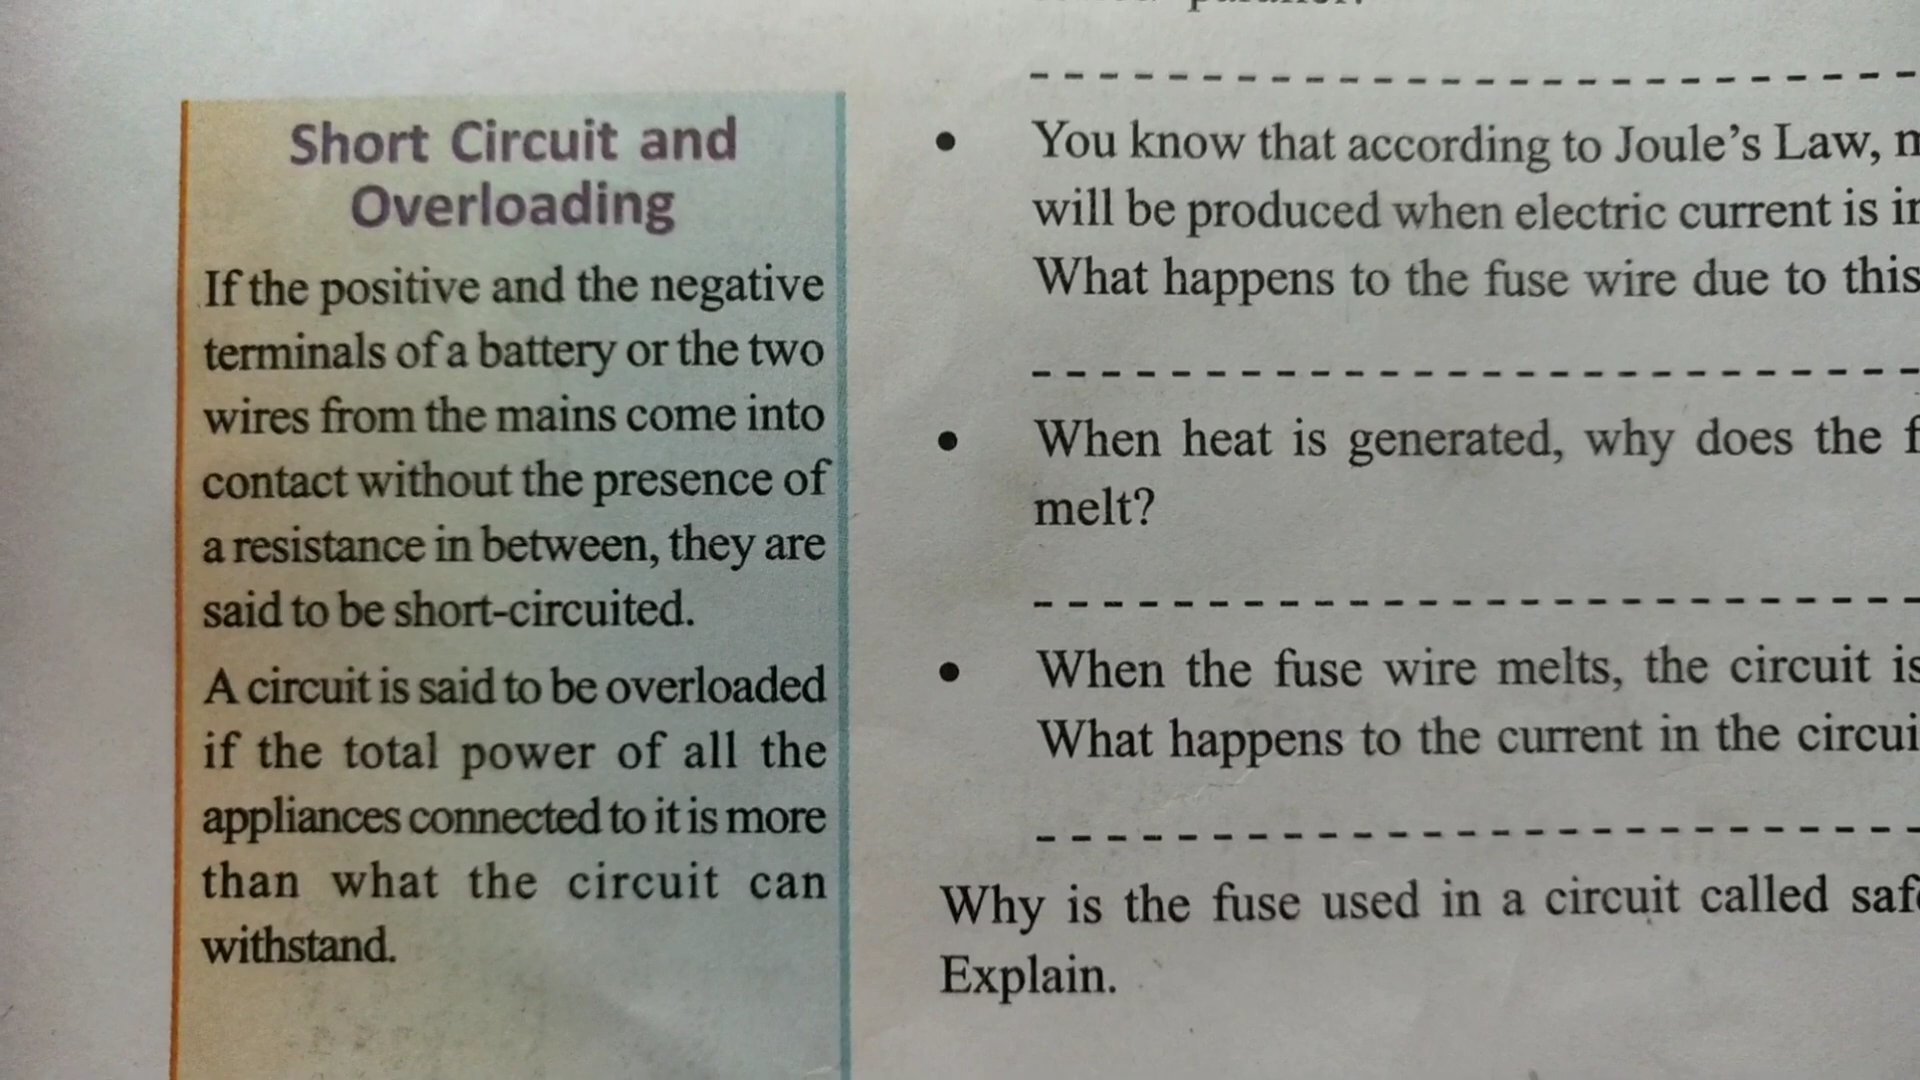 Short Circuit and
Overloading
If the positive and the negative
terminals of a battery or the two
wires from the mains come into
contact without the presence of
a resistance in between, they are
said to be short-circuited.
A circuit is said to be overloaded
if the total power of all the
appliances connected to it is more
than what the circuit can
withstand.
• You know that according to Joule's Law,
will be produced when electric current is
What happens to the fuse wire due to this
• When heat is generated, why does the
melt?
• When the fuse wire melts, the circuit is
What happens to the current in the
Why is the fuse used in a circuit called
Explain.